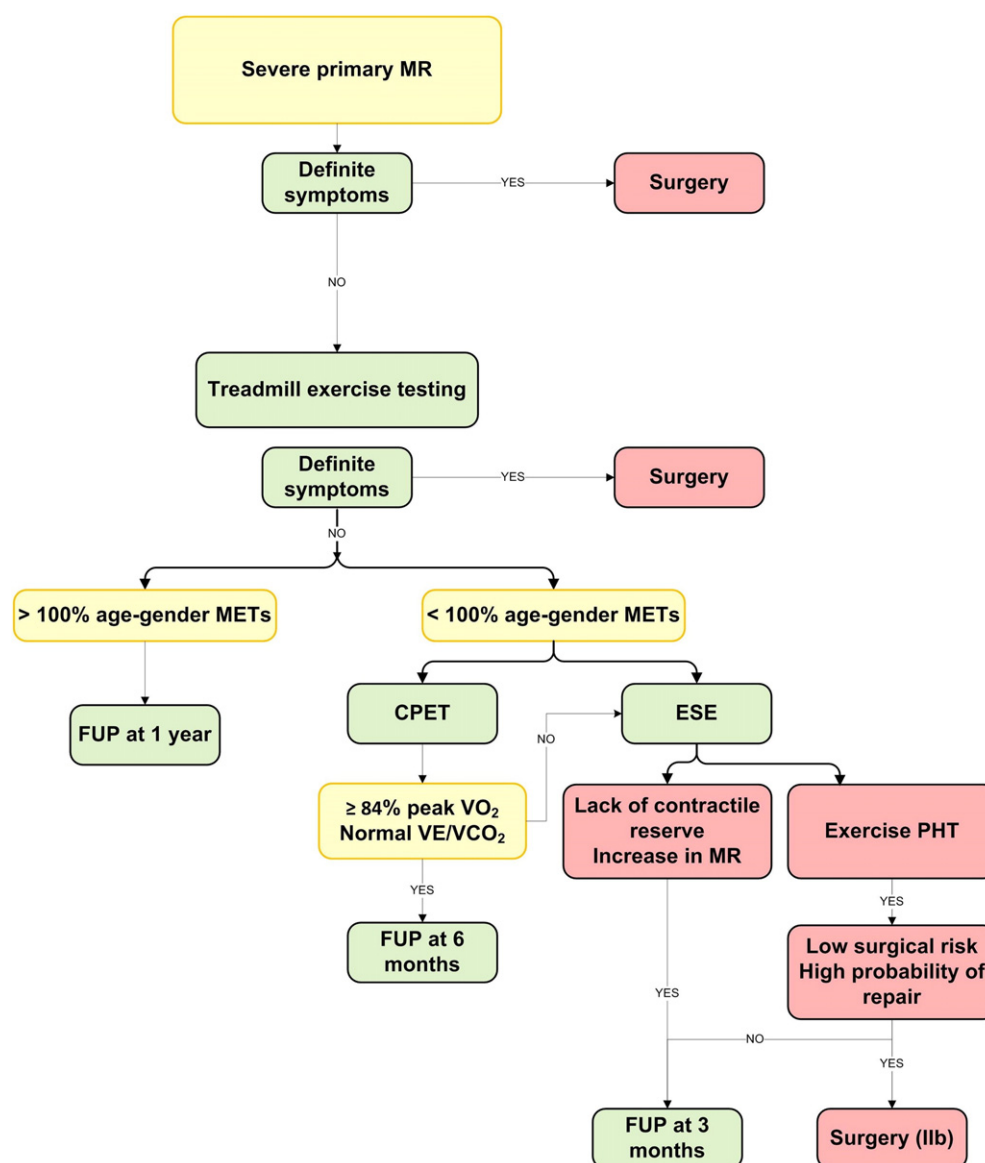 Severe primary MR
Definite
symptoms
YES
Surgery
NO
Treadmill exercise testing
Definite
symptoms
YES
Surgery
NO
> 100% age-gender METs
< 100% age-gender METs
CPET
ESE
FUP at 1 year
NO
≥ 84% peak VO₂
Normal VE/VCO₂
Lack of contractile
reserve
Increase in MR
Exercise PHT
YES
YES
FUP at 6
months
Low surgical risk
High probability of
repair
YES
NO
YES
FUP at 3
months
Surgery (IIb)